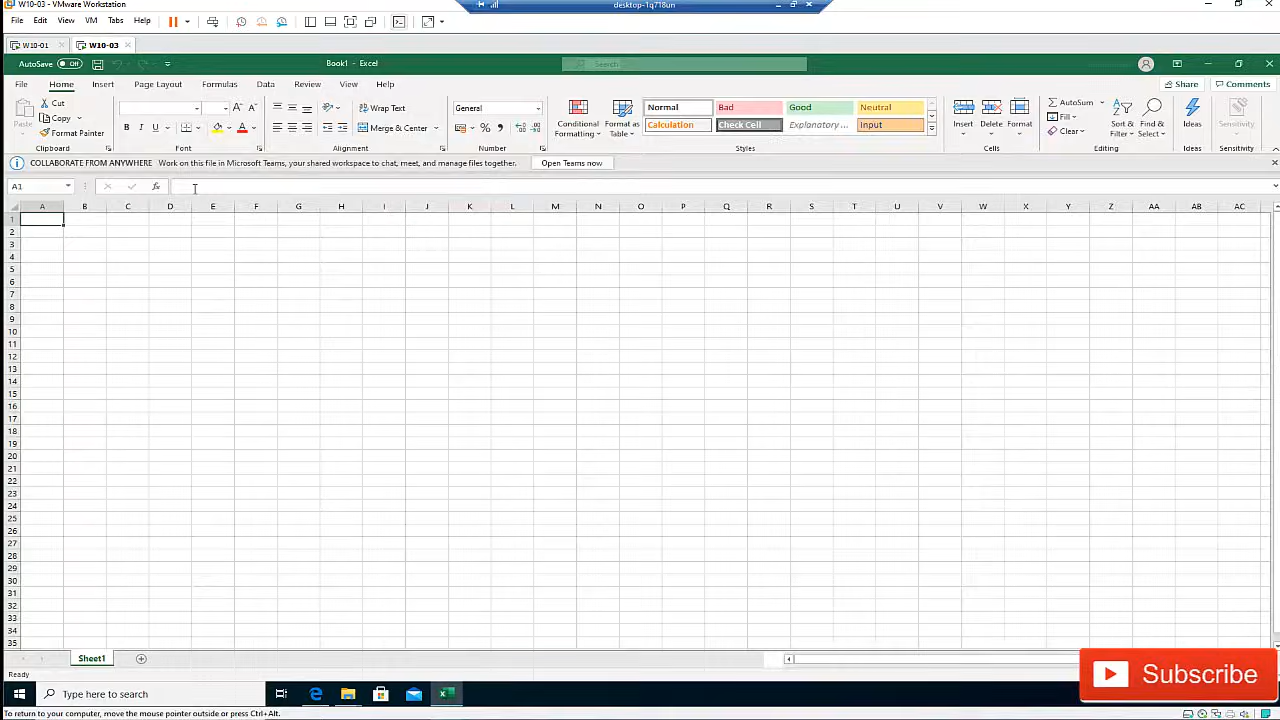 W10-03 - VMware Workstation
desktop-1q718un
File Edit View VM Tabs Help
W10-01 W10-03
AutoSave Off Book1 - Excel Search
File Home Insert Page Layout Formulas Data Review View Help Share Comments
Cut Wrap Text General Normal Bad Good Neutral AutoSum
Paste Copy Conditional Format as Insert Delete Format Fill Sort & Find & Ideas Sensitivity
Format Painter B I U A Merge & Center $ % Formatting Table Calculation Check Cell Explanatory ... Input Clear Filter Select
Clipboard Font Alignment Number Styles Cells Editing Ideas Sensitivity
COLLABORATE FROM ANYWHERE Work on this file in Microsoft Teams, your shared workspace to chat, meet, and manage files together. Open Teams now
A1 fx
A B C D E F G H I J K L M N O P Q R S T U V W X Y Z AA AB AC
1
2
3
4
5
6
7
8
9
10
11
12
13
14
15
16
17
18
19
20
21
22
23
24
25
26
27
28
29
30
31
32
33
34
35
Sheet1
Ready
Subscribe
Type here to search
To return to your computer, move the mouse pointer outside or press Ctrl+Alt.